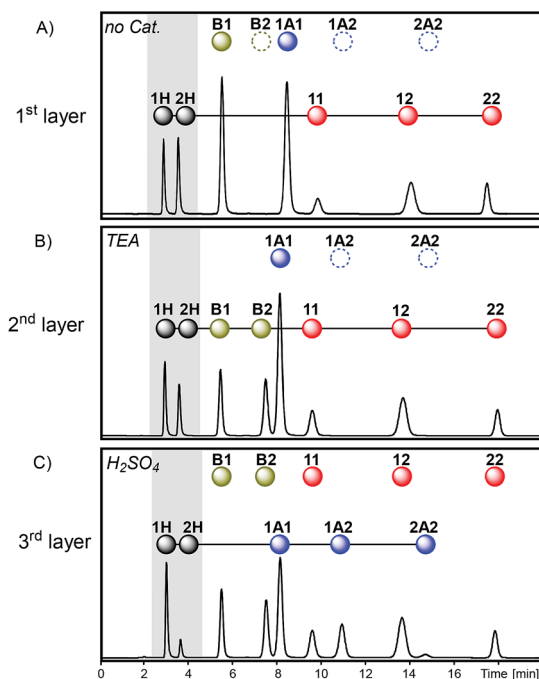 A) no Cat. B1 B2 1A1 1A2 2A2
1H 2H 11 12 22
1st layer
B) TEA 1A1 1A2 2A2
1H 2H B1 B2 11 12 22
2nd layer
C) H2SO4 B1 B2 11 12 22
1H 2H 1A1 1A2 2A2
3rd layer
0 2 4 6 8 10 12 14 16 18 Time [min]